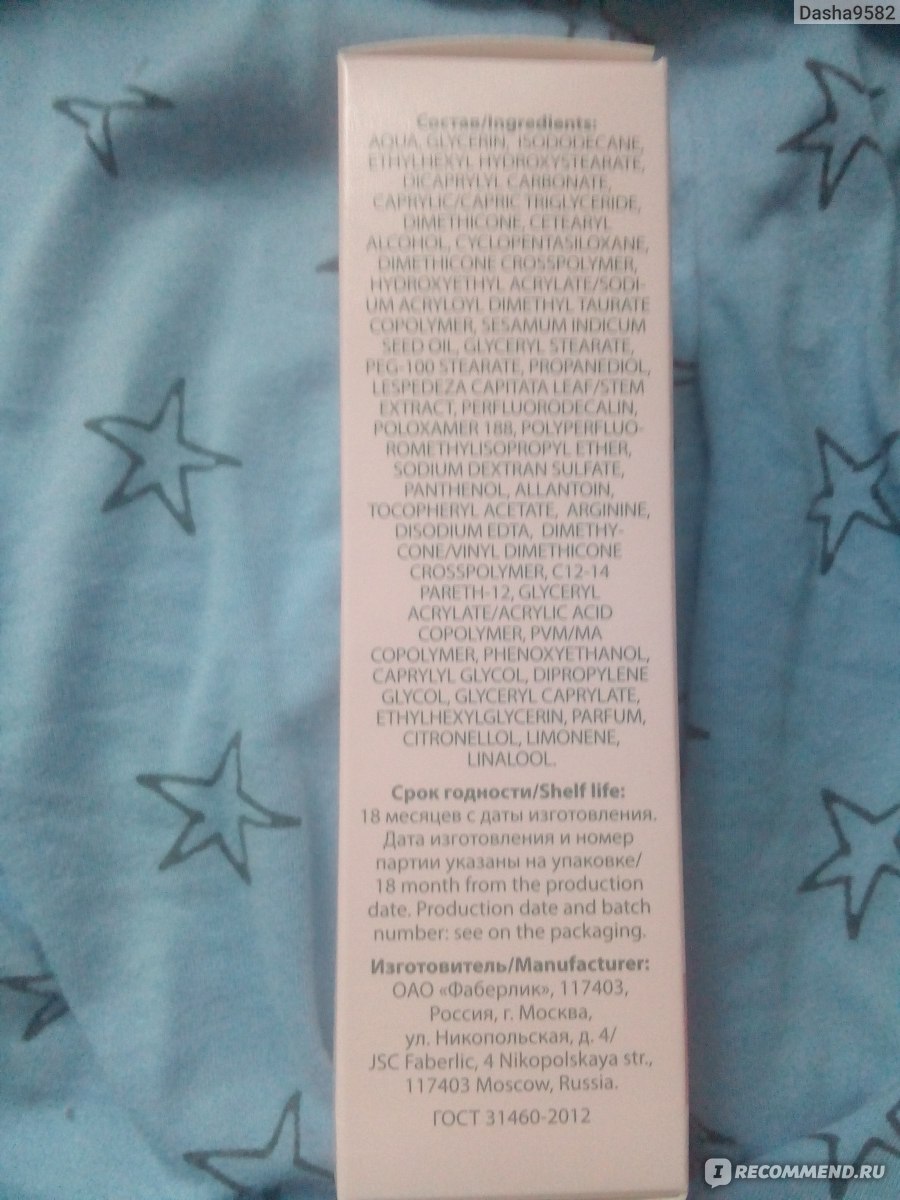 Dasha9582
Состав/Ingredients:
AQUA, GLYCERIN, ISODODECANE,
ETHYLHEXYL HYDROXYSTEARATE,
DICAPRYLYL CARBONATE,
CAPRYLIC/CAPRIC TRIGLYCERIDE,
DIMETHICONE, CETEARYL
ALCOHOL, CYCLOPENTASILOXANE,
DIMETHICONE CROSSPOLYMER,
HYDROXYETHYL ACRYLATE/SODI-
UM ACRYLOYL DIMETHYL TAURATE
COPOLYMER, SESAMUM INDICUM
SEED OIL, GLYCERYL STEARATE,
PEG-100 STEARATE, PROPANEDIOL,
LESPEDEZA CAPITATA LEAF/STEM
EXTRACT, PERFLUORODECALIN,
POLOXAMER 188, POLYPERFLUO-
ROMETHYLISOPROPYL ETHER,
SODIUM DEXTRAN SULFATE,
PANTHENOL, ALLANTOIN,
TOCOPHERYL ACETATE, ARGININE,
DISODIUM EDTA, DIMETHY-
CONE/VINYL DIMETHICONE
CROSSPOLYMER, C12-14
PARETH-12, GLYCERYL
ACRYLATE/ACRYLIC ACID
COPOLYMER, PVM/MA
COPOLYMER, PHENOXYETHANOL,
CAPRYLYL GLYCOL, DIPROPYLENE
GLYCOL, GLYCERYL CAPRYLATE,
ETHYLHEXYLGLYCERIN, PARFUM,
CITRONELLOL, LIMONENE,
LINALOOL.
Срок годности/Shelf life:
18 месяцев с даты изготовления.
Дата изготовления и номер
партии указаны на упаковке/
18 month from the production
date. Production date and batch
number: see on the packaging.
Изготовитель/Manufacturer:
ОАО «Фаберлик», 117403,
Россия, г. Москва,
ул. Никопольская, д. 4/
JSC Faberlic, 4 Nikopolskaya str.,
117403 Moscow, Russia.
ГОСТ 31460-2012
IRECOMMEND.RU